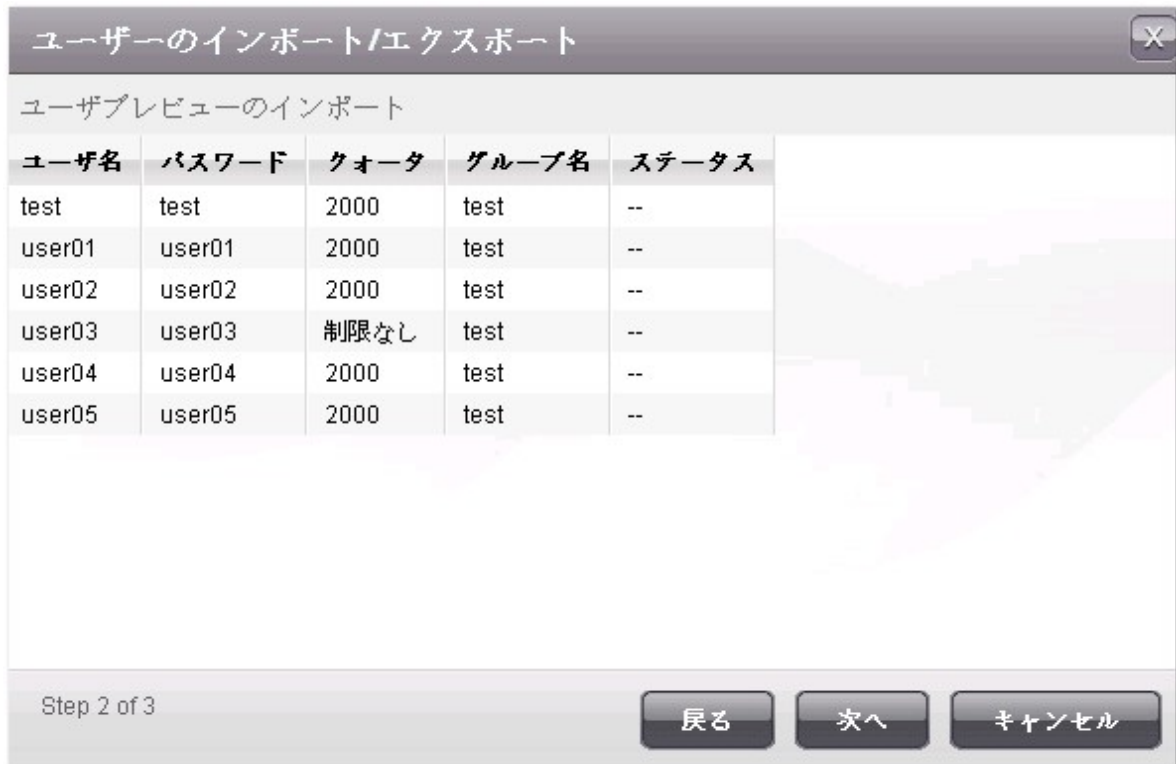 ユーザーのインポート/エクスポート
X
ユーザプレビューのインポート
ユーザ名 パスワード クォータ グループ名 ステータス
test test 2000 test --
user01 user01 2000 test --
user02 user02 2000 test --
user03 user03 制限なし test --
user04 user04 2000 test --
user05 user05 2000 test --
Step 2 of 3
戻る 次へ キャンセル